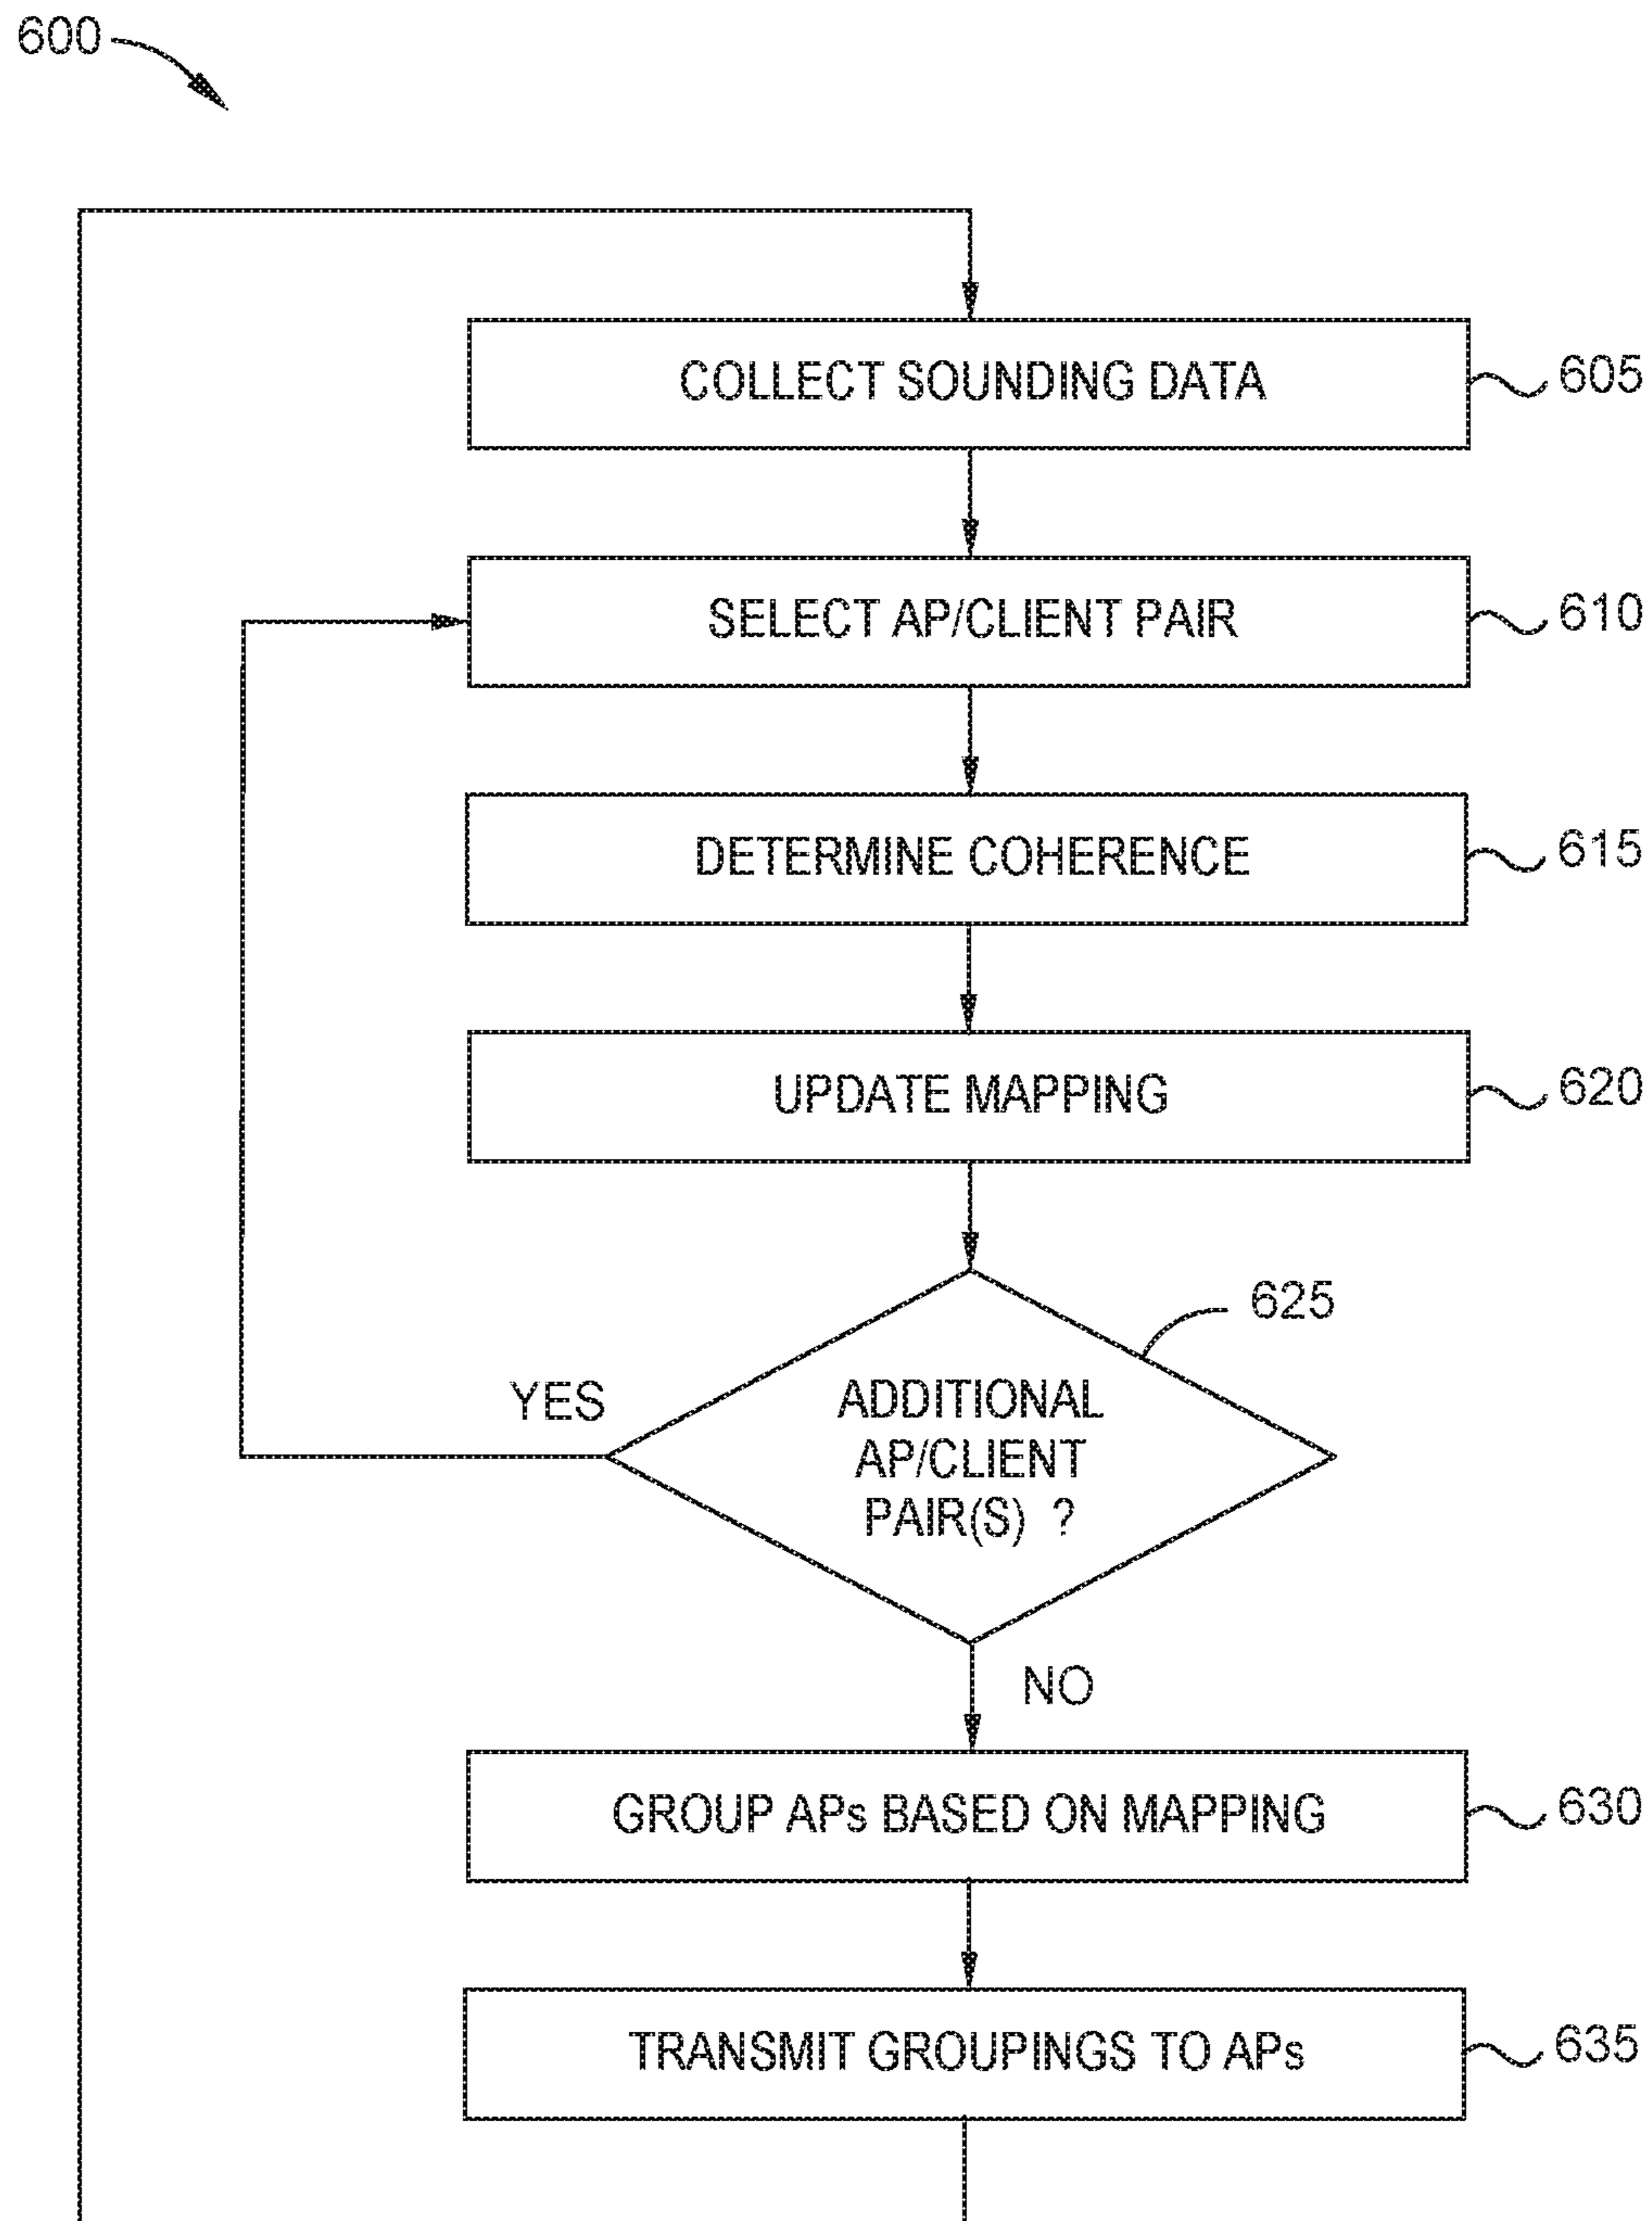 600
COLLECT SOUNDING DATA
605
SELECT AP/CLIENT PAIR
610
DETERMINE COHERENCE
615
UPDATE MAPPING
620
625
YES
ADDITIONAL
AP/CLIENT
PAIR(S) ?
NO
GROUP APs BASED ON MAPPING
630
TRANSMIT GROUPINGS TO APs
635